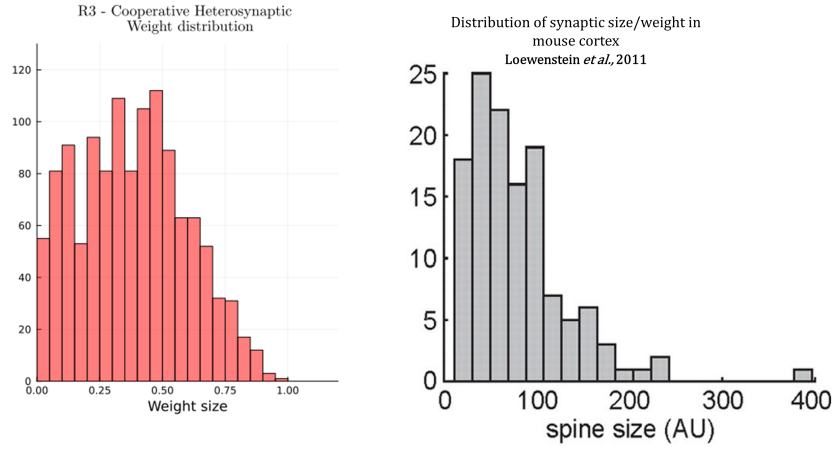 R3 - Cooperative Heterosynaptic
Weight distribution
120
100
80
60
40
20
0
0.00 0.25 0.50 0.75 1.00
Weight size
Distribution of synaptic size/weight in
mouse cortex
Loewenstein et al., 2011
25
20
15
10
5
0
0 100 200 300 400
spine size (AU)